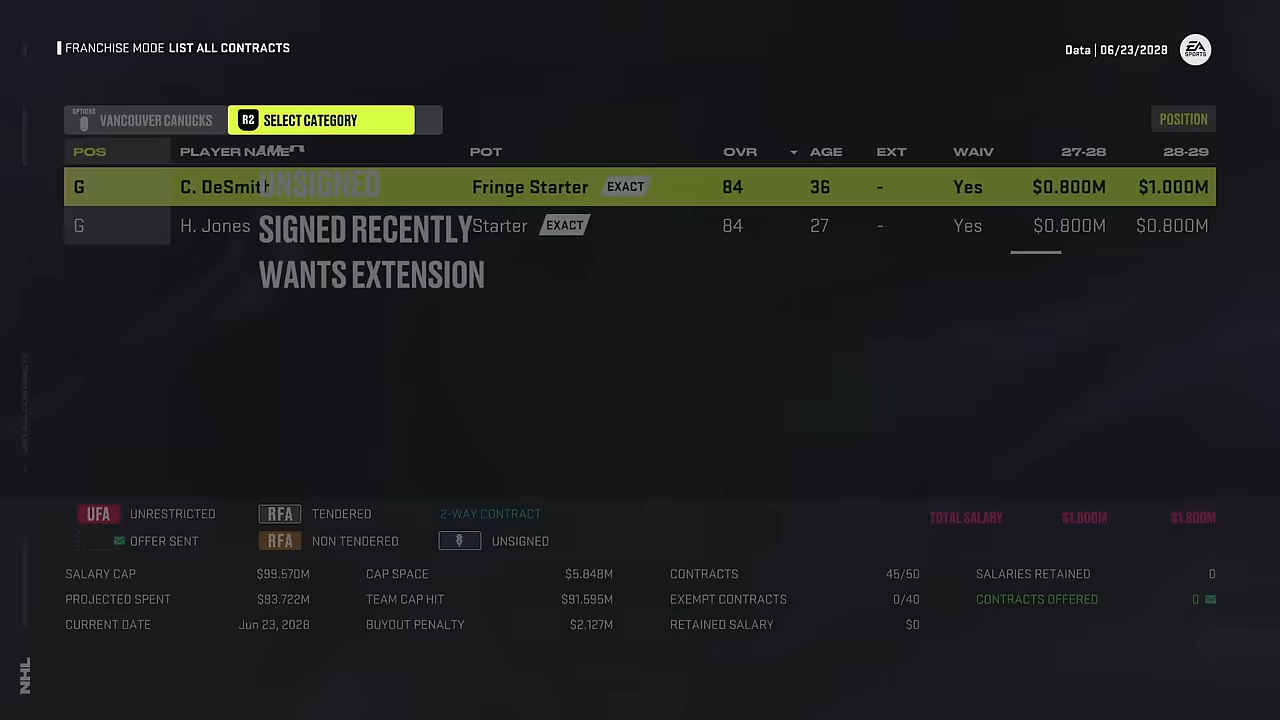 FRANCHISE MODE LIST ALL CONTRACTS
Data | 06/23/2028
EA SPORTS
OPTIONS VANCOUVER CANUCKS R2 SELECT CATEGORY
POSITION
POS PLAYER NAME POT OVR AGE EXT WAIV 27-28 28-29
UNSIGNED
G C. DeSmith Fringe Starter EXACT 84 36 - Yes $0.800M $1.000M
G H. Jones Starter EXACT 84 27 - Yes $0.800M $0.800M
SIGNED RECENTLY
WANTS EXTENSION
UFA UNRESTRICTED RFA TENDERED 2-WAY CONTRACT TOTAL SALARY $1.600M $1.800M
OFFER SENT RFA NON TENDERED UNSIGNED
SALARY CAP $99.570M CAP SPACE $5.848M CONTRACTS 45/50 SALARIES RETAINED 0
PROJECTED SPENT $93.722M TEAM CAP HIT $91.595M EXEMPT CONTRACTS 0/40 CONTRACTS OFFERED 0
CURRENT DATE Jun 23, 2028 BUYOUT PENALTY $2.127M RETAINED SALARY $0
NHL